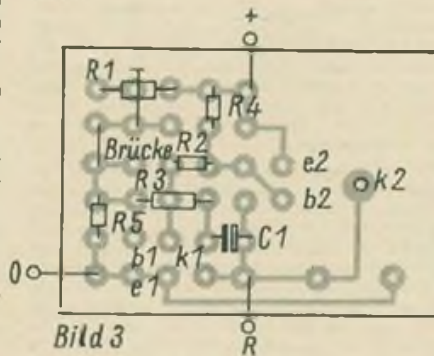 +
R1
R4
Brücke R2
e2
R3
b2
k2
R5
C1
b1 k1
0
e1
Bild 3
R